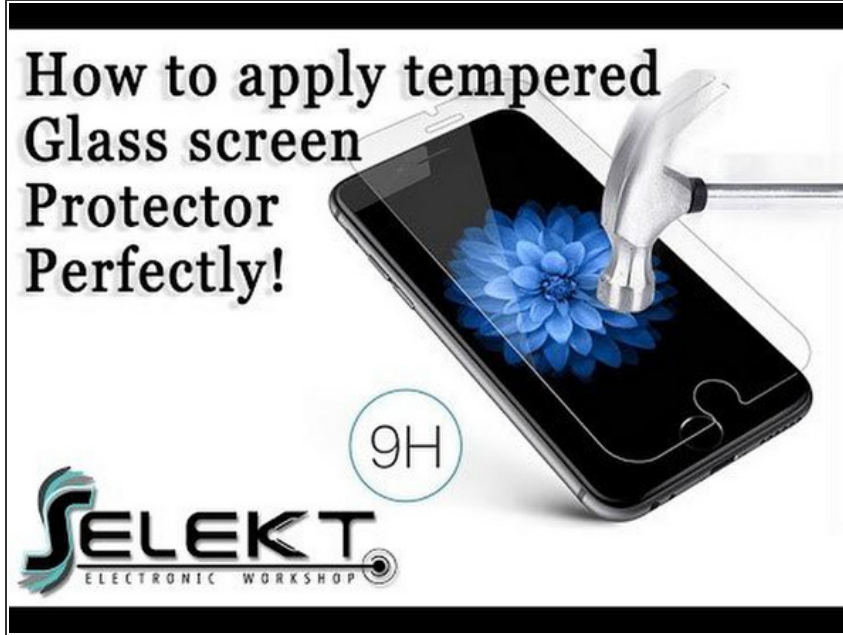 How to apply tempered
Glass screen
Protector
Perfectly!
9H
SELEKT
ELECTRONIC WORKSHOP